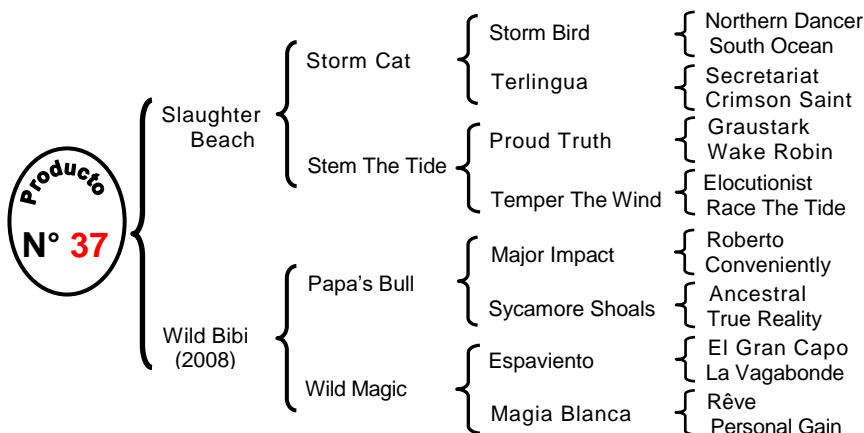 Producto
N° 37
Slaughter
Beach
Wild Bibi
(2008)
Storm Cat
Stem The Tide
Papa's Bull
Wild Magic
Storm Bird
Terlingua
Proud Truth
Temper The Wind
Major Impact
Sycamore Shoals
Espaviento
Magia Blanca
Northern Dancer
South Ocean
Secretariat
Crimson Saint
Graustark
Wake Robin
Elocutionist
Race The Tide
Roberto
Conveniently
Ancestral
True Reality
El Gran Capo
La Vagabonde
Rêve
Personal Gain